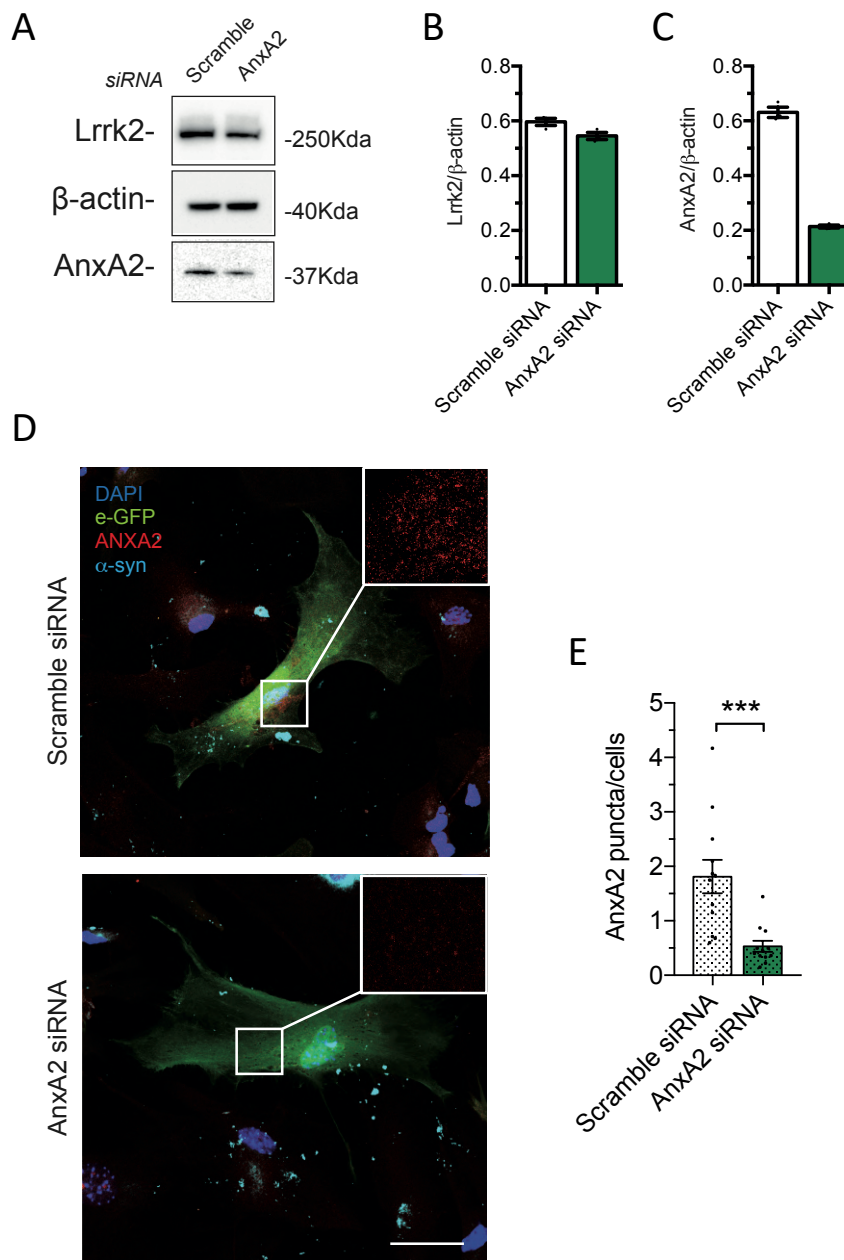 A
siRNA
Scramble
AnxA2
Lrrk2-
-250Kda
β-actin-
-40Kda
AnxA2-
-37Kda
B
Lrrk2/β-actin
0.8
0.6
0.4
0.2
0.0
Scramble siRNA
AnxA2 siRNA
C
AnxA2/β-actin
0.8
0.6
0.4
0.2
0.0
Scramble siRNA
AnxA2 siRNA
D
Scramble siRNA
DAPI
e-GFP
ANXA2
α-syn
AnxA2 siRNA
E
AnxA2 puncta/cells
5
4
3
2
1
0
***
Scramble siRNA
AnxA2 siRNA